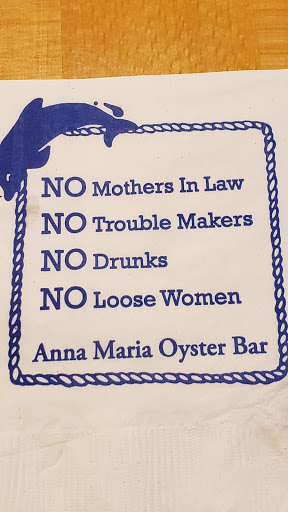 NO Mothers In Law
NO Trouble Makers
NO Drunks
NO Loose Women
Anna Maria Oyster Bar